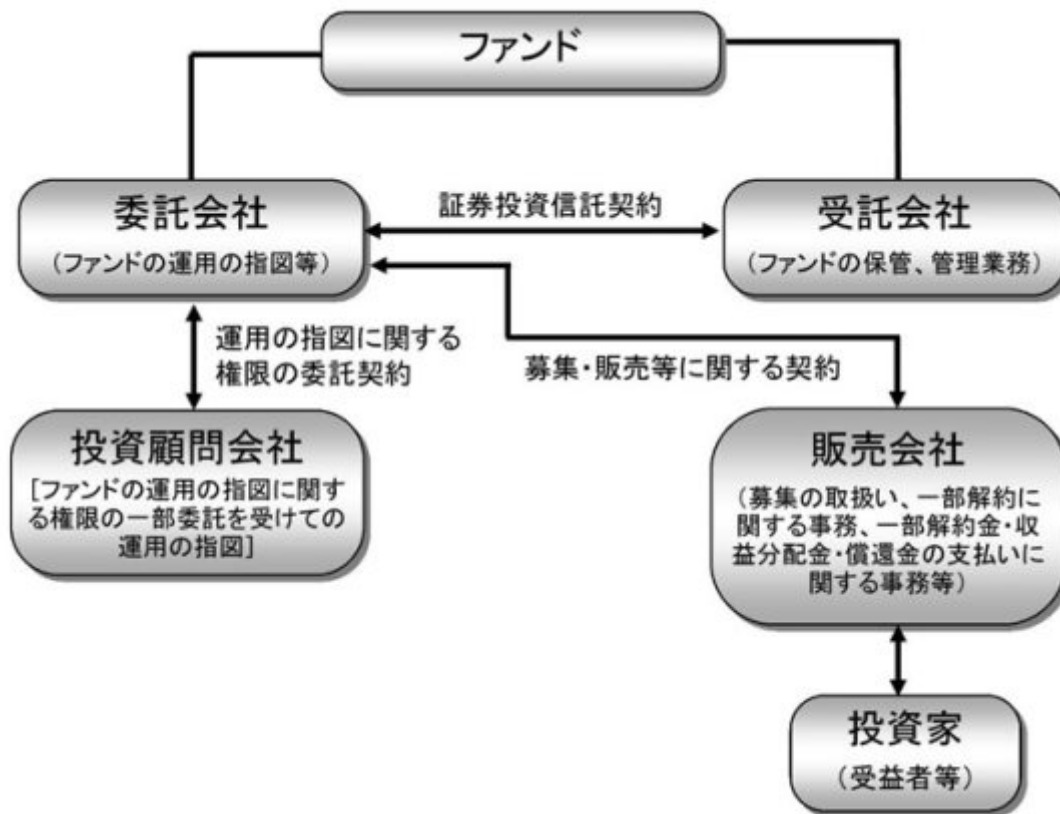 ファンド
委託会社
(ファンドの運用の指図等)
証券投資信託契約
受託会社
(ファンドの保管、管理業務)
運用の指図に関する
権限の委託契約
募集・販売等に関する契約
投資顧問会社
[ファンドの運用の指図に関す
る権限の一部委託を受けての
運用の指図]
販売会社
(募集の取扱い、一部解約に
関する事務、一部解約金・収
益分配金・償還金の支払いに
関する事務等)
投資家
(受益者等)